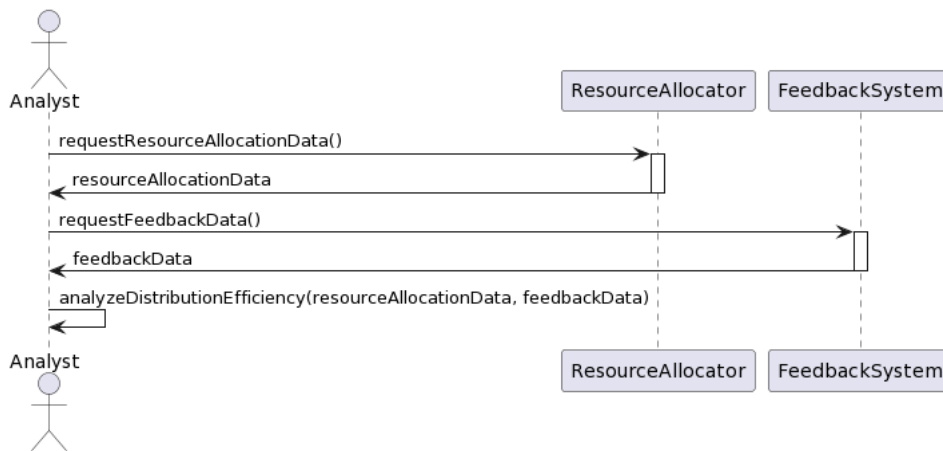 Analyst
ResourceAllocator
FeedbackSystem
requestResourceAllocationData()
resourceAllocationData
requestFeedbackData()
feedbackData
analyzeDistributionEfficiency(resourceAllocationData, feedbackData)
Analyst
ResourceAllocator
FeedbackSystem